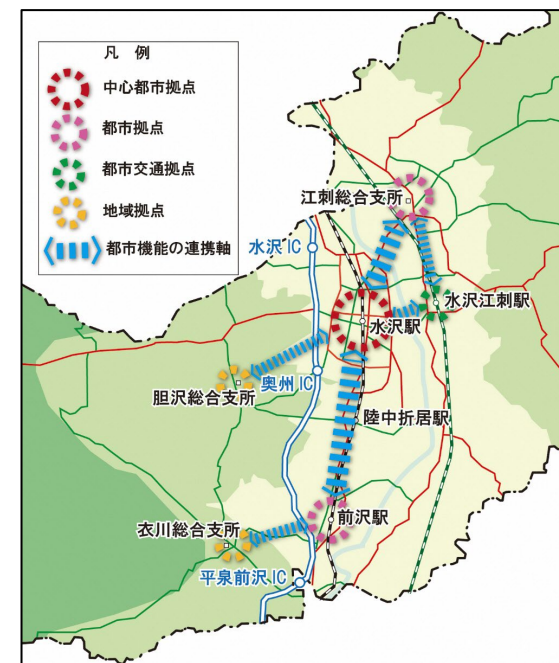 凡 例
中心都市拠点
都市拠点
都市交通拠点
地域拠点
都市機能の連携軸
江刺総合支所
水沢IC
水沢江刺駅
水沢駅
奥州IC
胆沢総合支所
陸中折居駅
前沢駅
衣川総合支所
平泉前沢IC